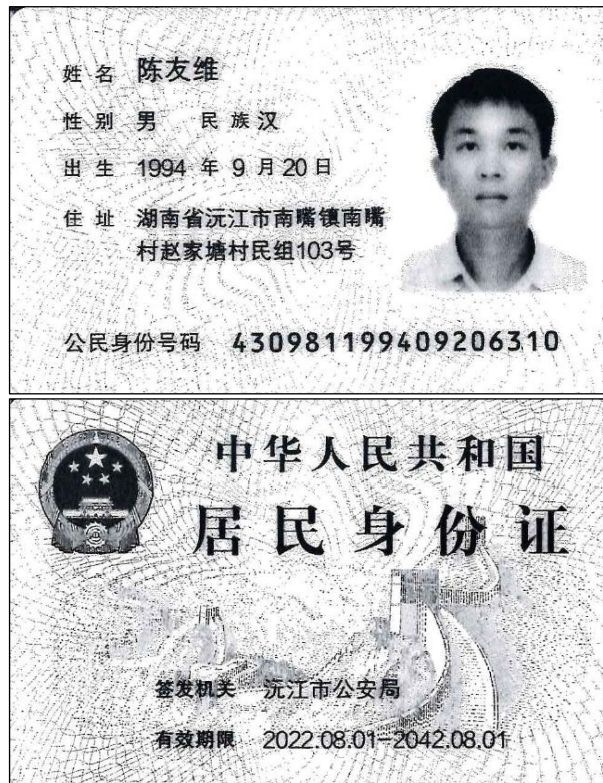 姓名 陈友维
性别 男 民族 汉
出生 1994 年 9 月 20 日
住址 湖南省沅江市南嘴镇南嘴
村赵家塘村民组103号
公民身份号码 430981199409206310
中华人民共和国
居民身份证
签发机关 沅江市公安局
有效期限 2022.08.01-2042.08.01